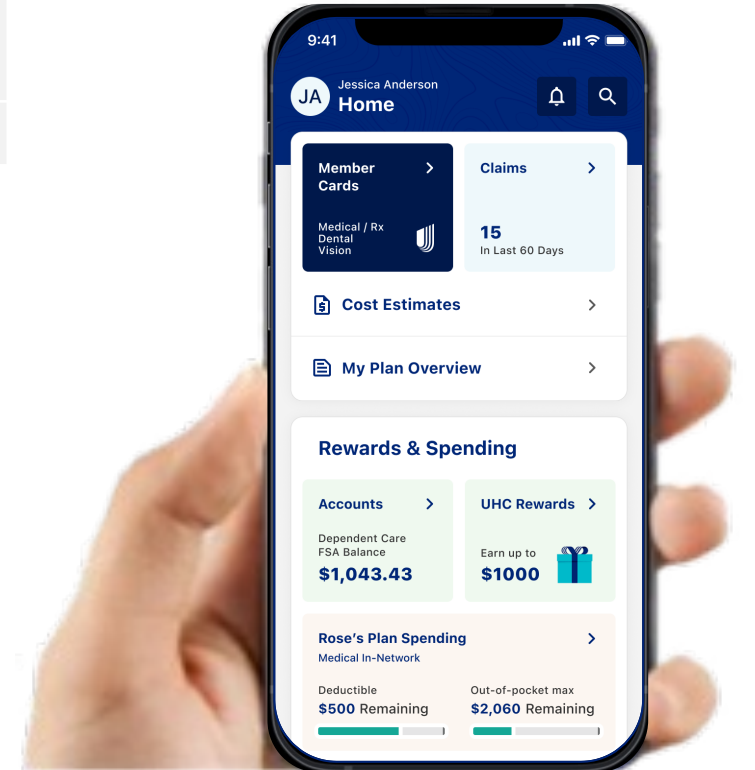 9:41
JA
Jessica Anderson
Home
Member
Cards
Medical / Rx
Dental
Vision
Claims
15
In Last 60 Days
$ Cost Estimates
My Plan Overview
Rewards & Spending
Accounts
Dependent Care
FSA Balance
$1,043.43
UHC Rewards
Earn up to
$1000
Rose's Plan Spending
Medical In-Network
Deductible
$500 Remaining
Out-of-pocket max
$2,060 Remaining